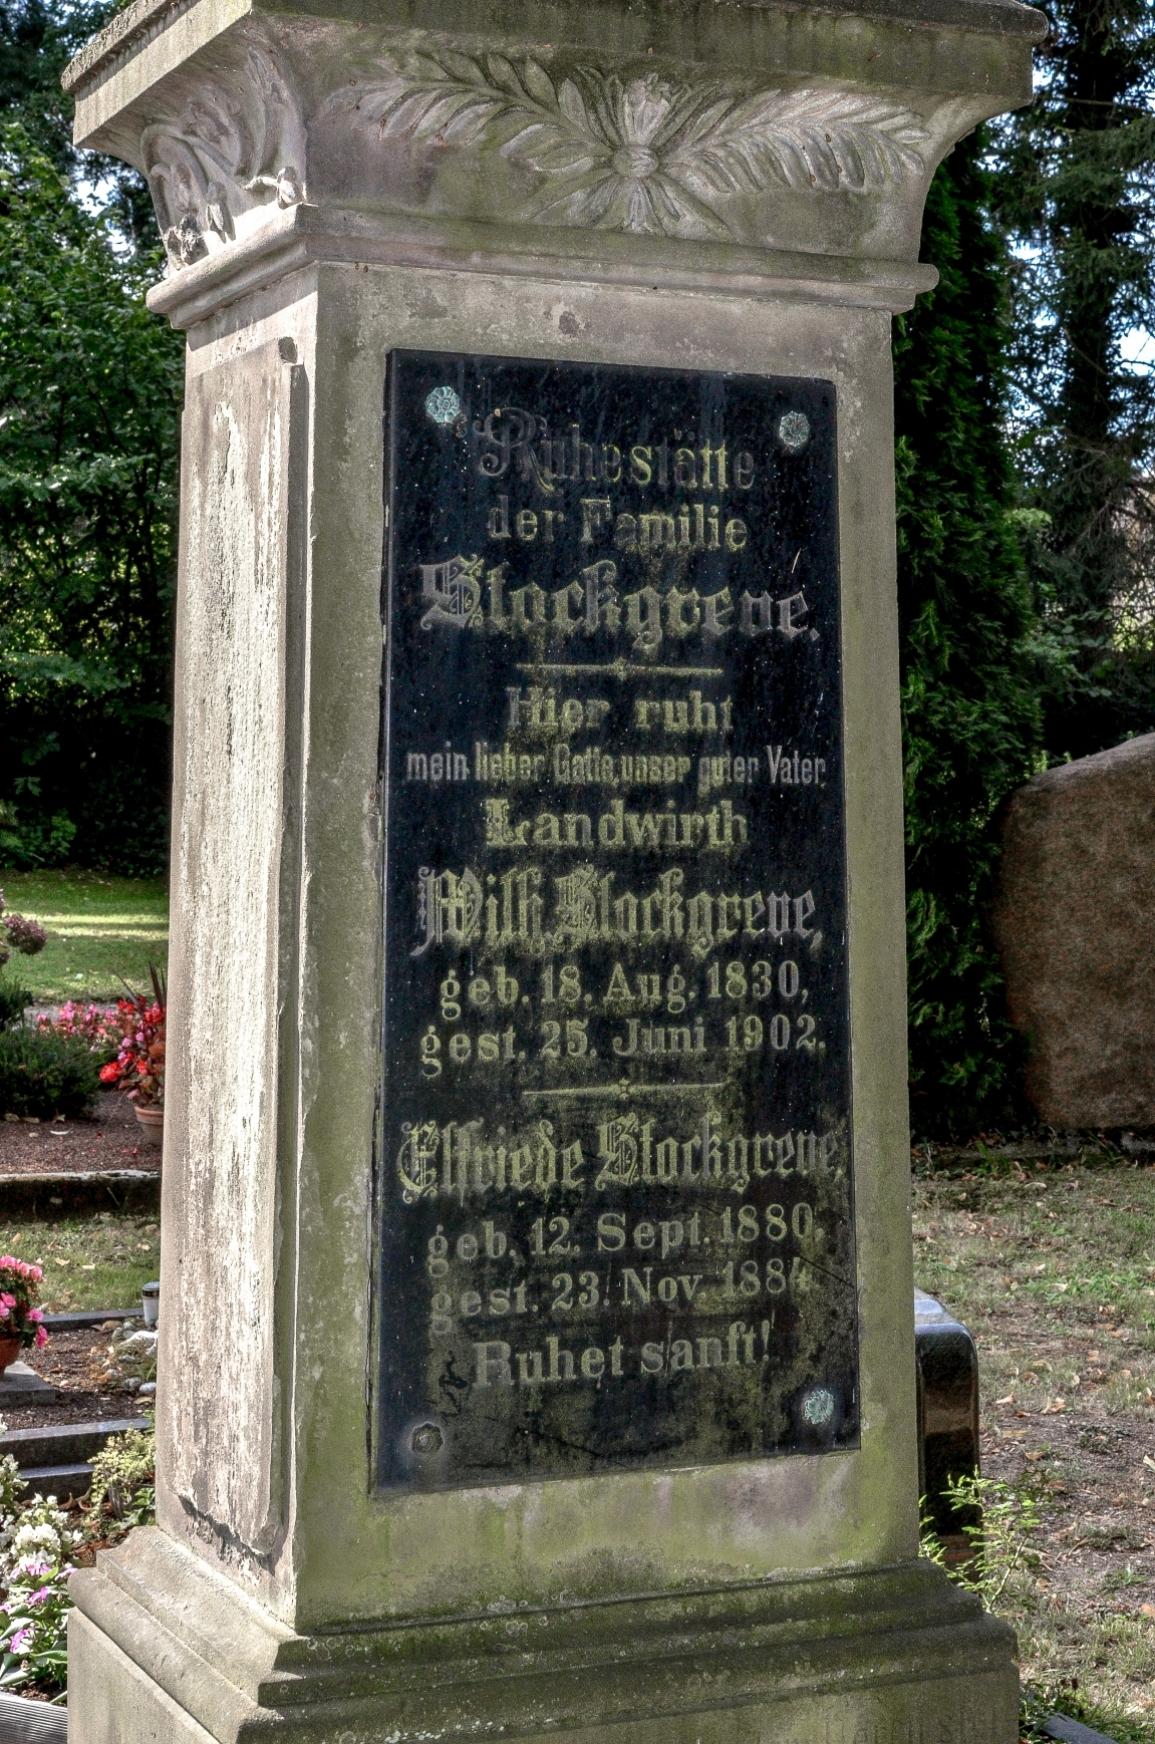 Ruhestätte
der Familie
Stockgreve.
Hier ruht
mein lieber Gatte, unser guter Vater
Landwirth
Wilh. Stockgreve,
geb. 18. Aug. 1830,
gest. 25. Juni 1902.
Elfriede Stockgreve,
geb. 12. Sept. 1880,
gest. 23. Nov. 1884
Ruhet sanft!